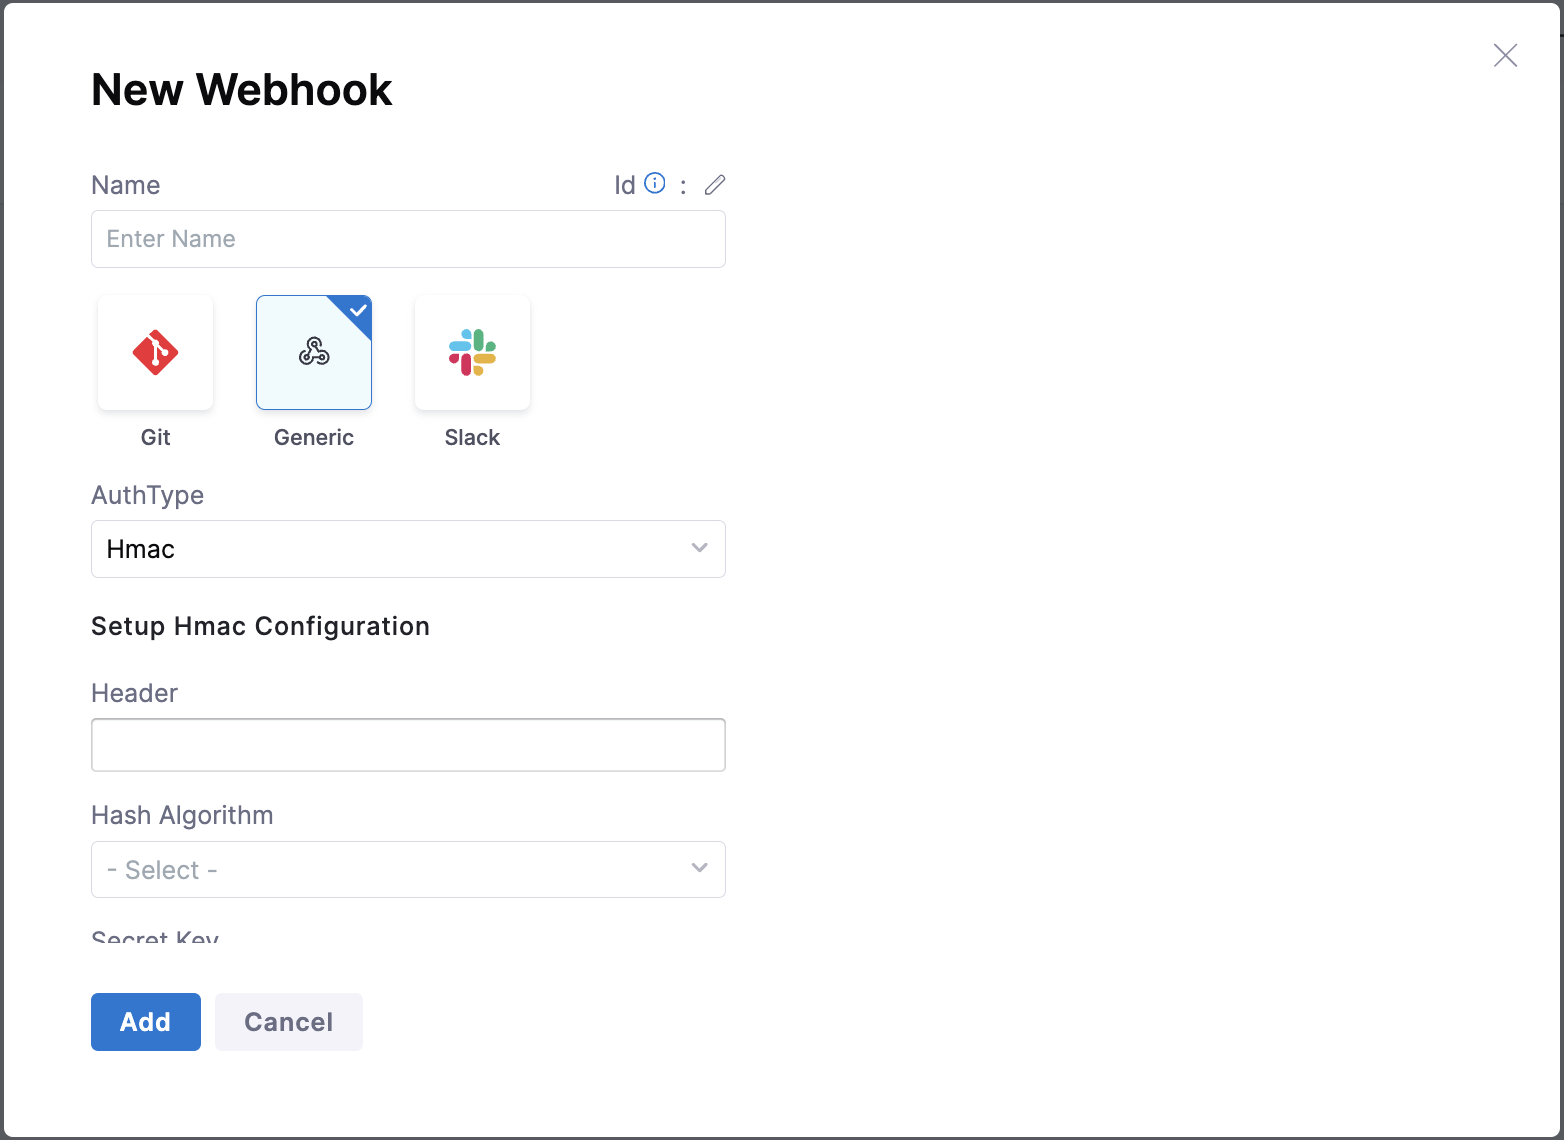 New Webhook
Name
Id :
Enter Name
Git
Generic
Slack
AuthType
Hmac
Setup Hmac Configuration
Header
Hash Algorithm
- Select -
Secret Key
Add
Cancel